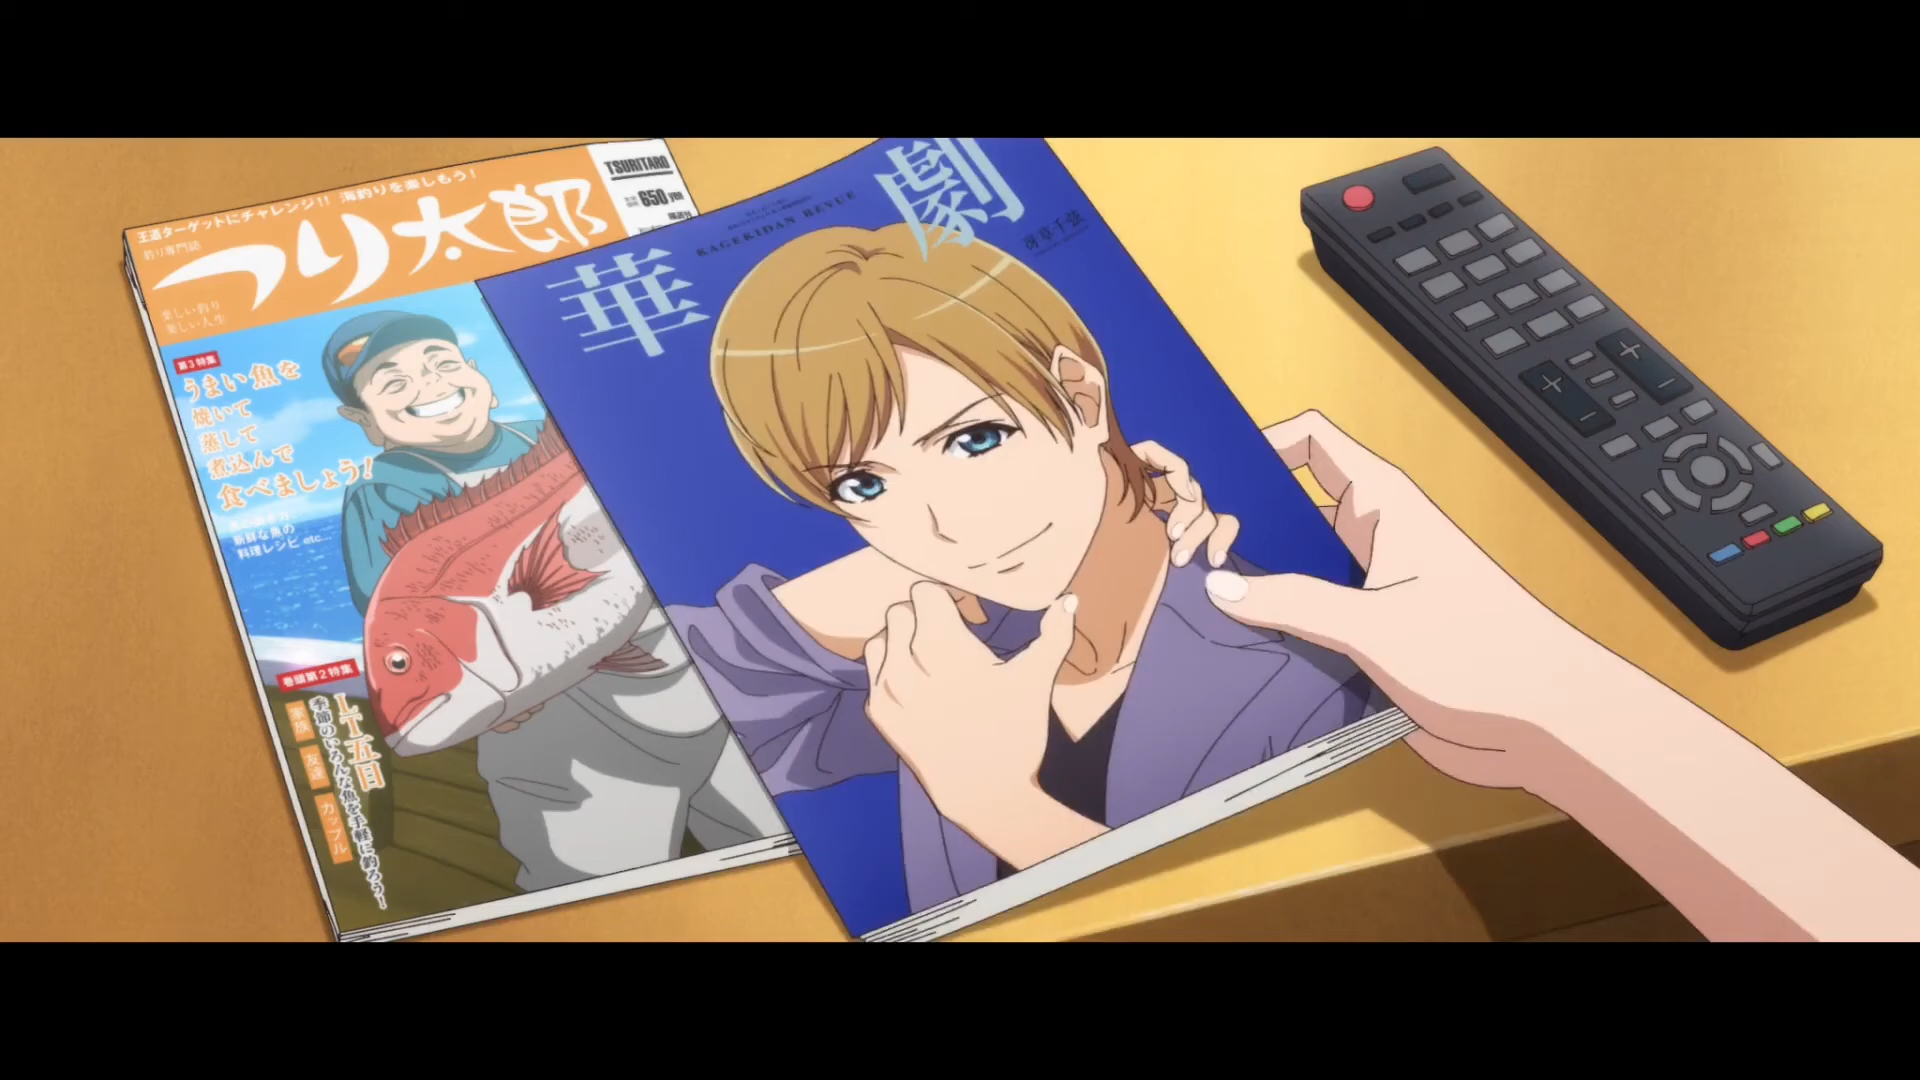 王道ターゲットにチャレンジ!! 海釣りを楽しもう!
釣り専門誌
つり太郎
楽しい釣り
楽しい人生
TSURITARO
650 yen
第3特集
うまい魚を
焼いて
蒸して
煮込んで
食べましょう!
新鮮な魚の
料理レシピ etc...
巻頭第2特集
LT五目
季節のいろんな魚を手軽に釣ろう!
家族
友達
カップル
華劇
KAGEKIDAN REVUE
冴草千弦